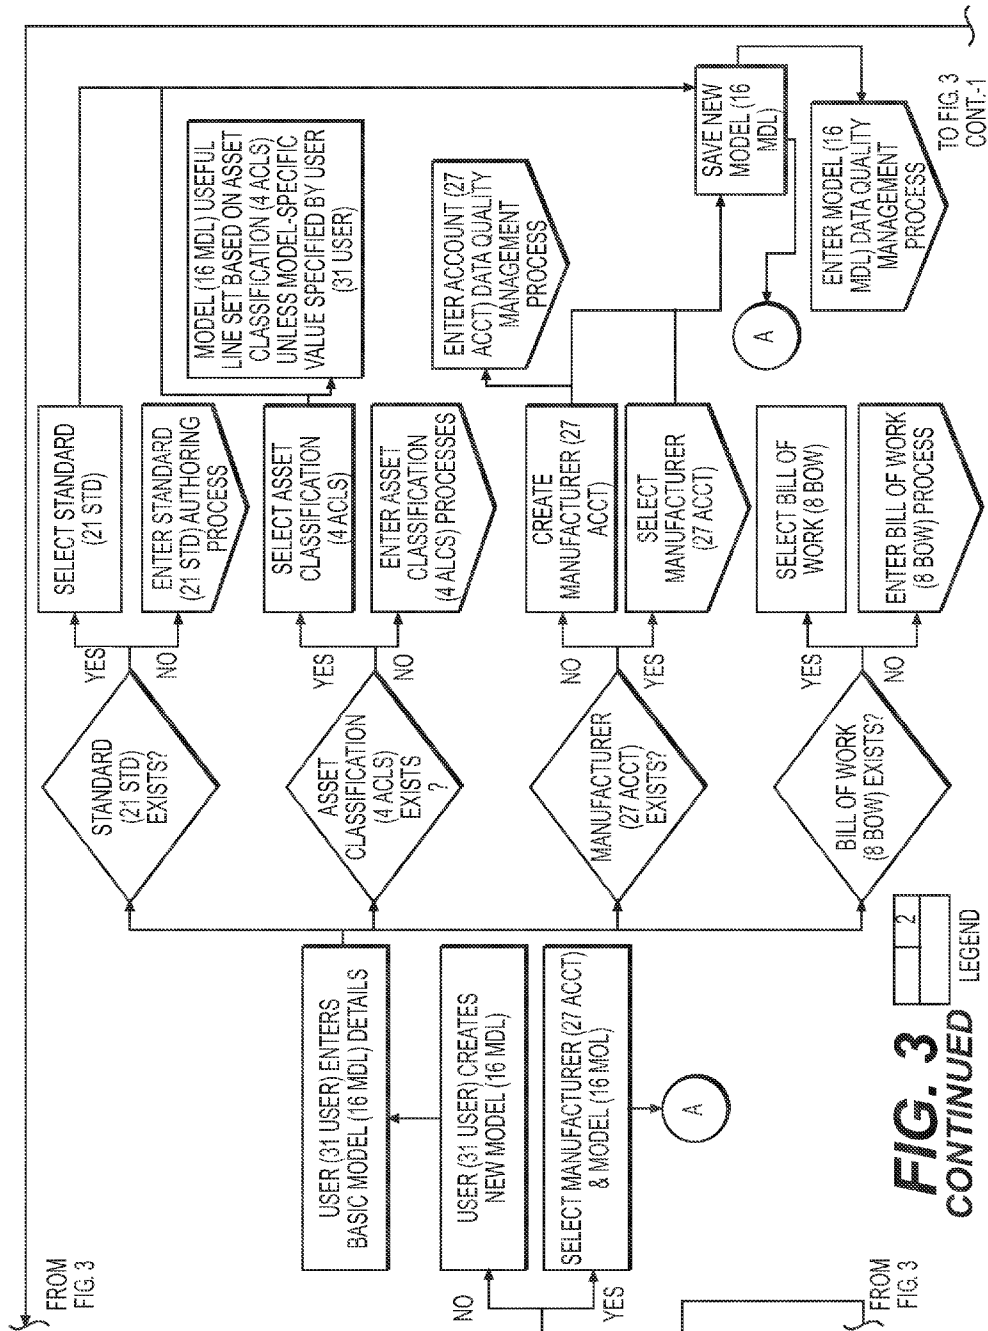 FROM
FIG. 3
NO
YES
USER (31 USER) ENTERS
BASIC MODEL (16 MDL) DETAILS
USER (31 USER) CREATES
NEW MODEL (16 MDL)
SELECT MANUFACTURER (27 ACCT)
& MODEL (16 MOL)
A
STANDARD
(21 STD)
EXISTS?
YES
NO
SELECT STANDARD
(21 STD)
ENTER STANDARD
(21 STD) AUTHORING
PROCESS
ASSET
CLASSIFICATION
(4 ACLS)
EXISTS
?
YES
NO
SELECT ASSET
CLASSIFICATION
(4 ACLS)
ENTER ASSET
CLASSIFICATION
(4 ALCS) PROCESSES
MODEL (16 MDL) USEFUL
LINE SET BASED ON ASSET
CLASSIFICATION (4 ACLS)
UNLESS MODEL-SPECIFIC
VALUE SPECIFIED BY USER
(31 USER)
MANUFACTURER
(27 ACCT)
EXISTS?
NO
YES
CREATE
MANUFACTURER (27
ACCT)
SELECT
MANUFACTURER
(27 ACCT)
ENTER ACCOUNT (27
ACCT) DATA QUALITY
MANAGEMENT
PROCESS
BILL OF WORK
(8 BOW) EXISTS?
YES
NO
SELECT BILL OF
WORK (8 BOW)
ENTER BILL OF WORK
(8 BOW) PROCESS
SAVE NEW
MODEL (16
MDL)
A
ENTER MODEL (16
MDL) DATA QUALITY
MANAGEMENT
PROCESS
TO FIG. 3
CONT.-1
FROM
FIG. 3
FIG. 3
CONTINUED
2
LEGEND